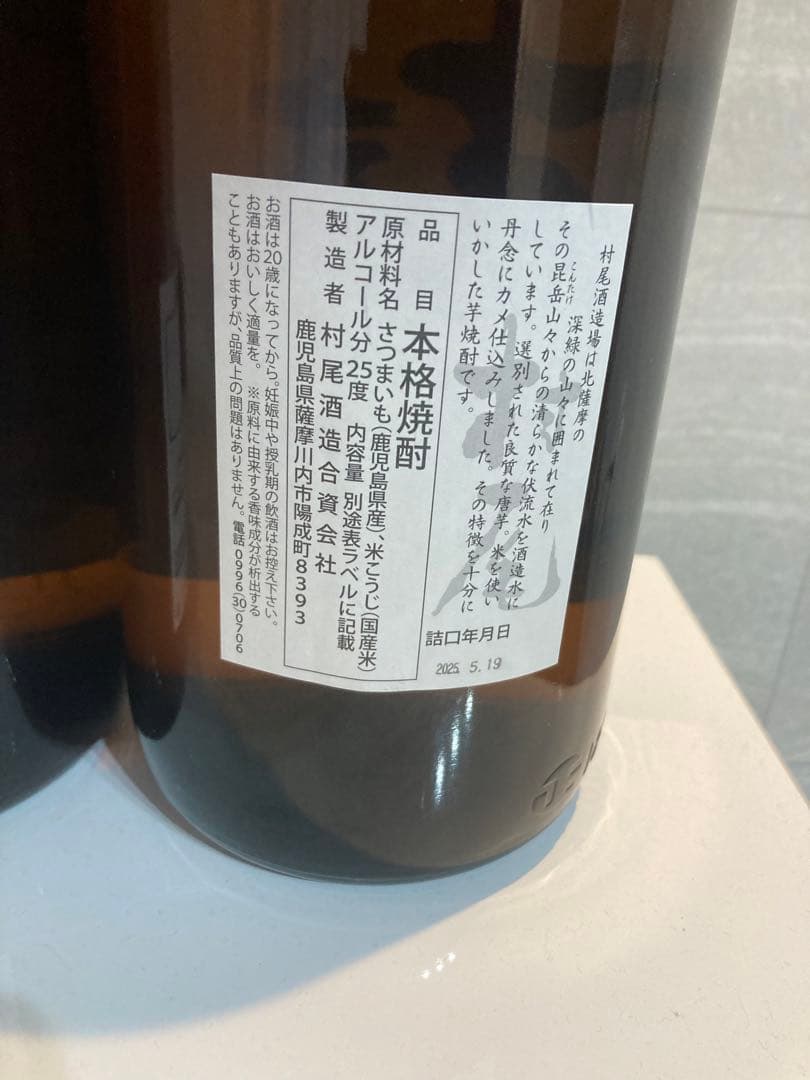 村尾酒造場は北薩摩の
その昆岳山々からの清らかな伏流水を酒造水に
こんたけ
深緑の山々に囲まれて在り
しています。選別された良質な唐芋。米を使い
丹念にカメ仕込みしました。その特徴を十分に
いかした芋焼酎です。
村尾
詰口年月日
2025. 5. 19
品目 本格焼酎
原材料名 さつまいも(鹿児島県産)、米こうじ(国産米)
アルコール分 25度 内容量 別途表ラベルに記載
製造者 村尾酒造合資会社
鹿児島県薩摩川内市陽成町8393
お酒は20歳になってから。妊娠中や授乳期の飲酒はお控え下さい。
お酒はおいしく適量を。 ※原料に由来する香味成分が析出する
こともありますが、品質上の問題はありません。電話0996(30)0706